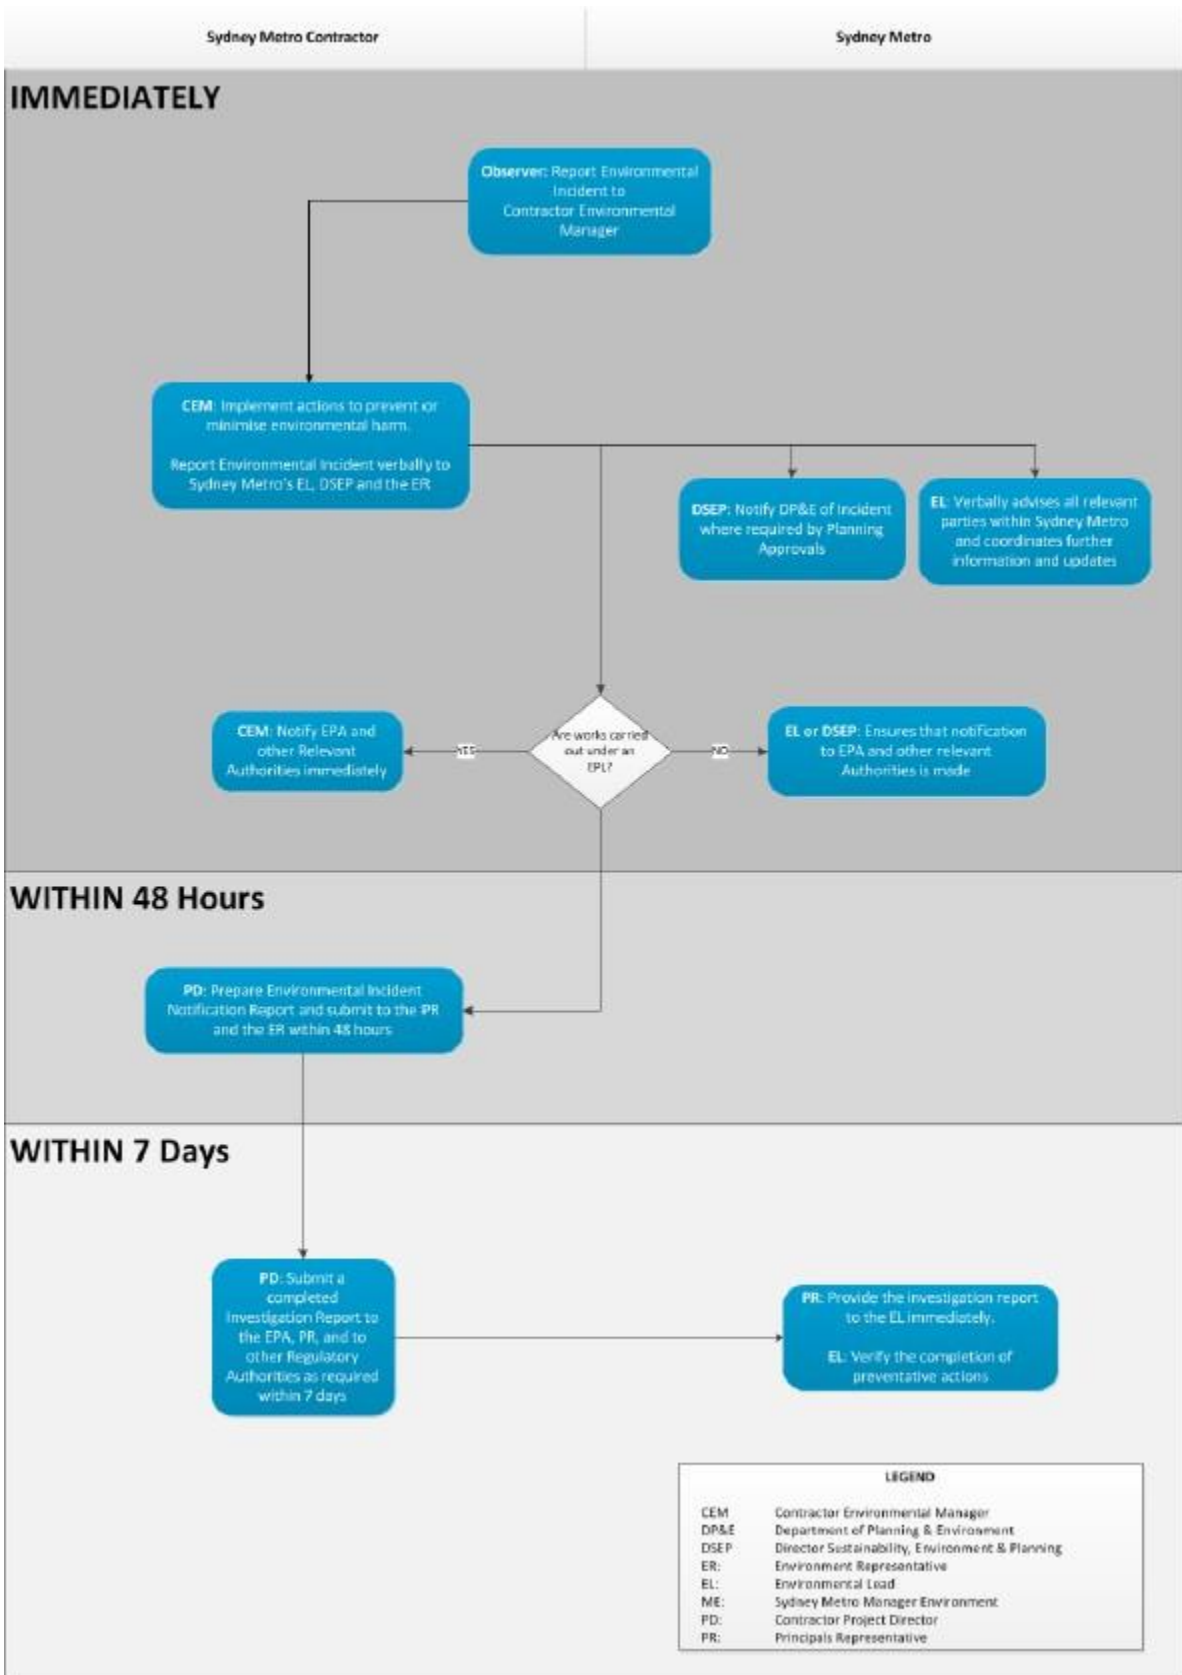 Sydney Metro Contractor
Sydney Metro
IMMEDIATELY
Observer: Report Environmental
Incident to
Contractor Environmental
Manager
CEM: Implement actions to prevent or
minimise environmental harm.
Report Environmental Incident verbally to
Sydney Metro's EL, DSEP and the ER
DSEP: Notify DP&E of Incident
where required by Planning
Approvals
EL: Verbally advises all relevant
parties within Sydney Metro
and coordinates further
information and updates
CEM: Notify EPA and
other Relevant
Authorities immediately
YES
Are works carried
out under an
EPL?
NO
EL or DSEP: Ensures that notification
to EPA and other relevant
Authorities is made
WITHIN 48 Hours
PD: Prepare Environmental Incident
Notification Report and submit to the PR
and the ER within 48 hours
WITHIN 7 Days
PD: Submit a
completed
Investigation Report to
the EPA, PR, and to
other Regulatory
Authorities as required
within 7 days
PR: Provide the investigation report
to the EL immediately.
EL: Verify the completion of
preventative actions
LEGEND
CEM Contractor Environmental Manager
DP&E Department of Planning & Environment
DSEP Director Sustainability, Environment & Planning
ER: Environment Representative
EL: Environmental Lead
ME: Sydney Metro Manager Environment
PD: Contractor Project Director
PR: Principals Representative